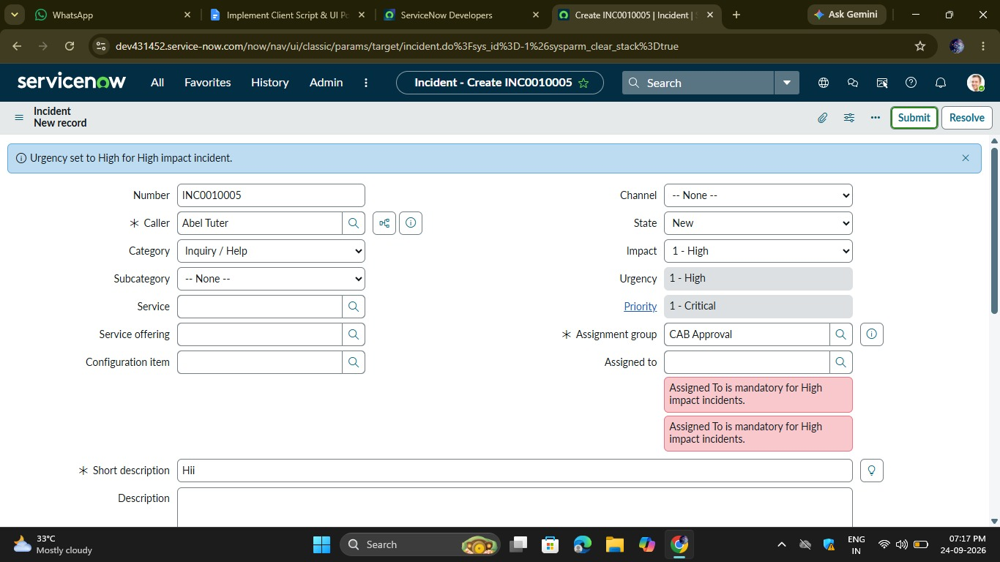 WhatsApp
Implement Client Script & UI Po
ServiceNow Developers
Create INC0010005 | Incident |
Ask Gemini
dev431452.service-now.com/now/nav/ui/classic/params/target/incident.do%3Fsys_id%3D-1%26sysparm_clear_stack%3Dtrue
servicenow
All
Favorites
History
Admin
Incident - Create INC0010005
Search
Incident
New record
Submit
Resolve
Urgency set to High for High impact incident.
Number
INC0010005
Channel
-- None --
Caller
Abel Tuter
State
New
Category
Inquiry / Help
Impact
1 - High
Subcategory
-- None --
Urgency
1 - High
Service
Priority
1 - Critical
Service offering
Assignment group
CAB Approval
Configuration item
Assigned to
Assigned To is mandatory for High
impact incidents.
Assigned To is mandatory for High
impact incidents.
Short description
Hii
Description
33°C
Mostly cloudy
Search
ENG
IN
07:17 PM
24-09-2026